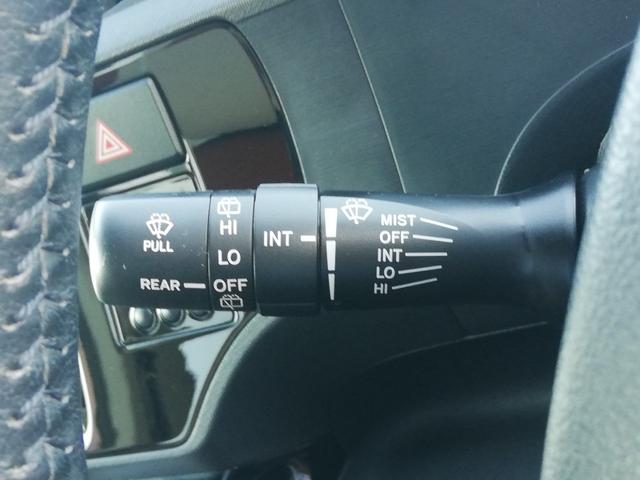 PULL
REAR
HI
LO
OFF
INT
MIST
OFF
INT
LO
HI